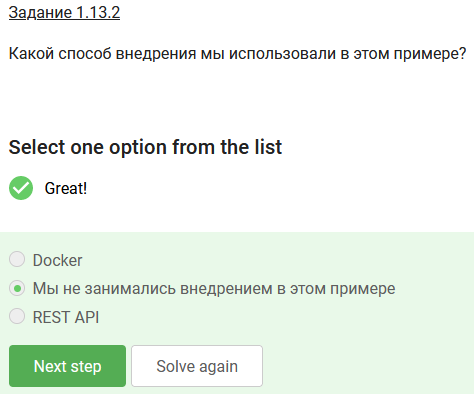 Задание 1.13.2
Какой способ внедрения мы использовали в этом примере?
Select one option from the list
Great!
Docker
Мы не занимались внедрением в этом примере
REST API
Next step
Solve again